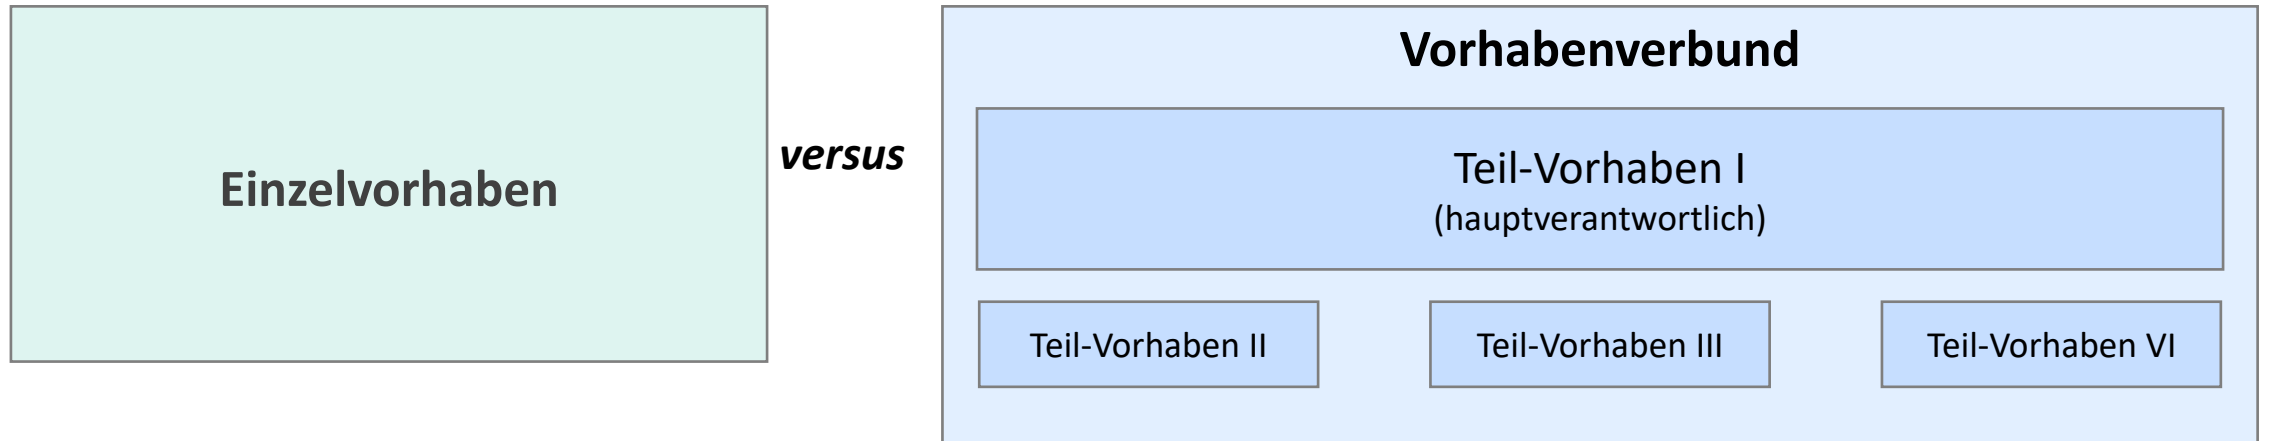 Einzelvorhaben
versus
Vorhabenverbund
Teil-Vorhaben I
(hauptverantwortlich)
Teil-Vorhaben II
Teil-Vorhaben III
Teil-Vorhaben VI